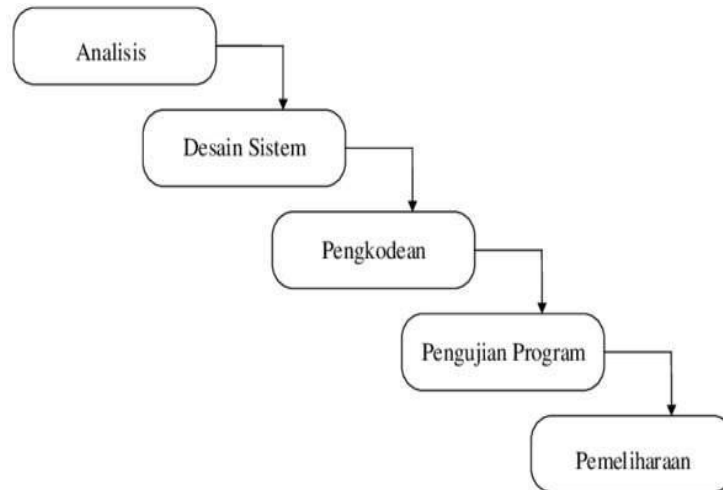 Analisis
Desain Sistem
Pengkodean
Pengujian Program
Pemeliharaan